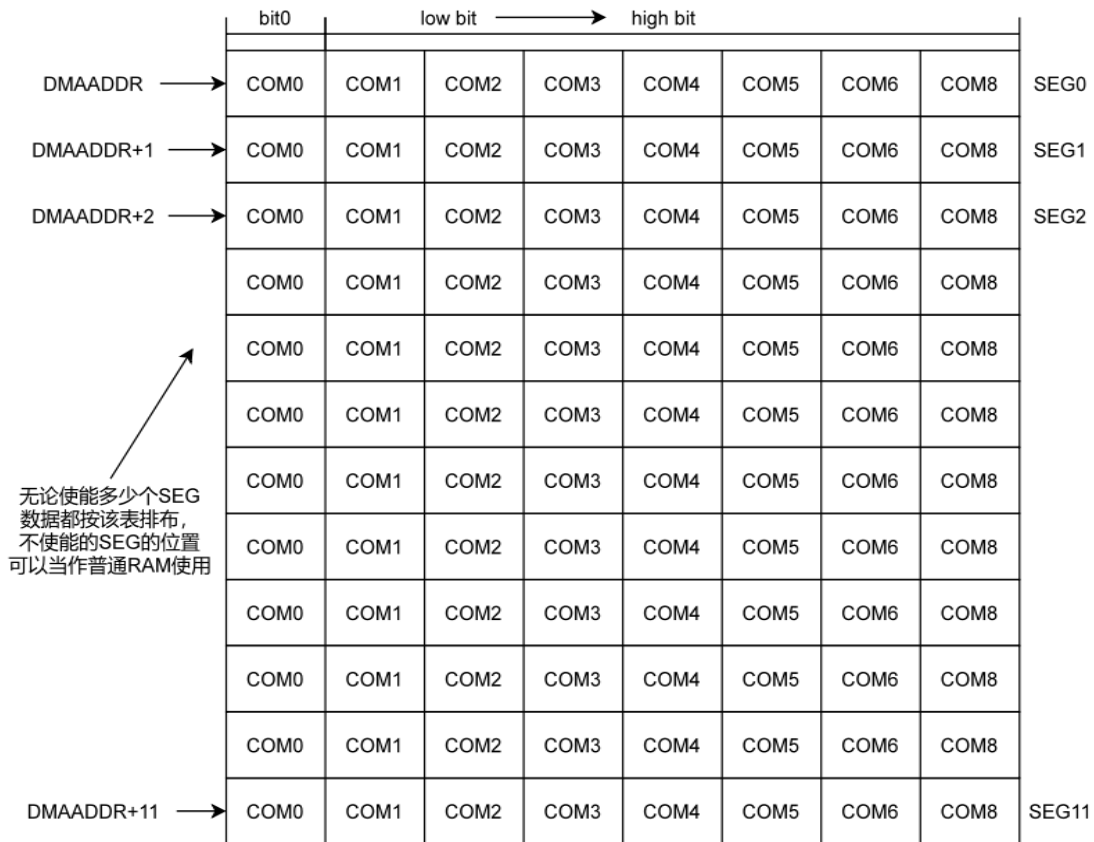 bit0 low bit high bit
DMAADDR COM0 COM1 COM2 COM3 COM4 COM5 COM6 COM8 SEG0
DMAADDR+1 COM0 COM1 COM2 COM3 COM4 COM5 COM6 COM8 SEG1
DMAADDR+2 COM0 COM1 COM2 COM3 COM4 COM5 COM6 COM8 SEG2
COM0 COM1 COM2 COM3 COM4 COM5 COM6 COM8
COM0 COM1 COM2 COM3 COM4 COM5 COM6 COM8
COM0 COM1 COM2 COM3 COM4 COM5 COM6 COM8
COM0 COM1 COM2 COM3 COM4 COM5 COM6 COM8
COM0 COM1 COM2 COM3 COM4 COM5 COM6 COM8
COM0 COM1 COM2 COM3 COM4 COM5 COM6 COM8
COM0 COM1 COM2 COM3 COM4 COM5 COM6 COM8
COM0 COM1 COM2 COM3 COM4 COM5 COM6 COM8
DMAADDR+11 COM0 COM1 COM2 COM3 COM4 COM5 COM6 COM8 SEG11
无论使能多少个SEG
数据都按该表排布，
不使能的SEG的位置
可以当作普通RAM使用